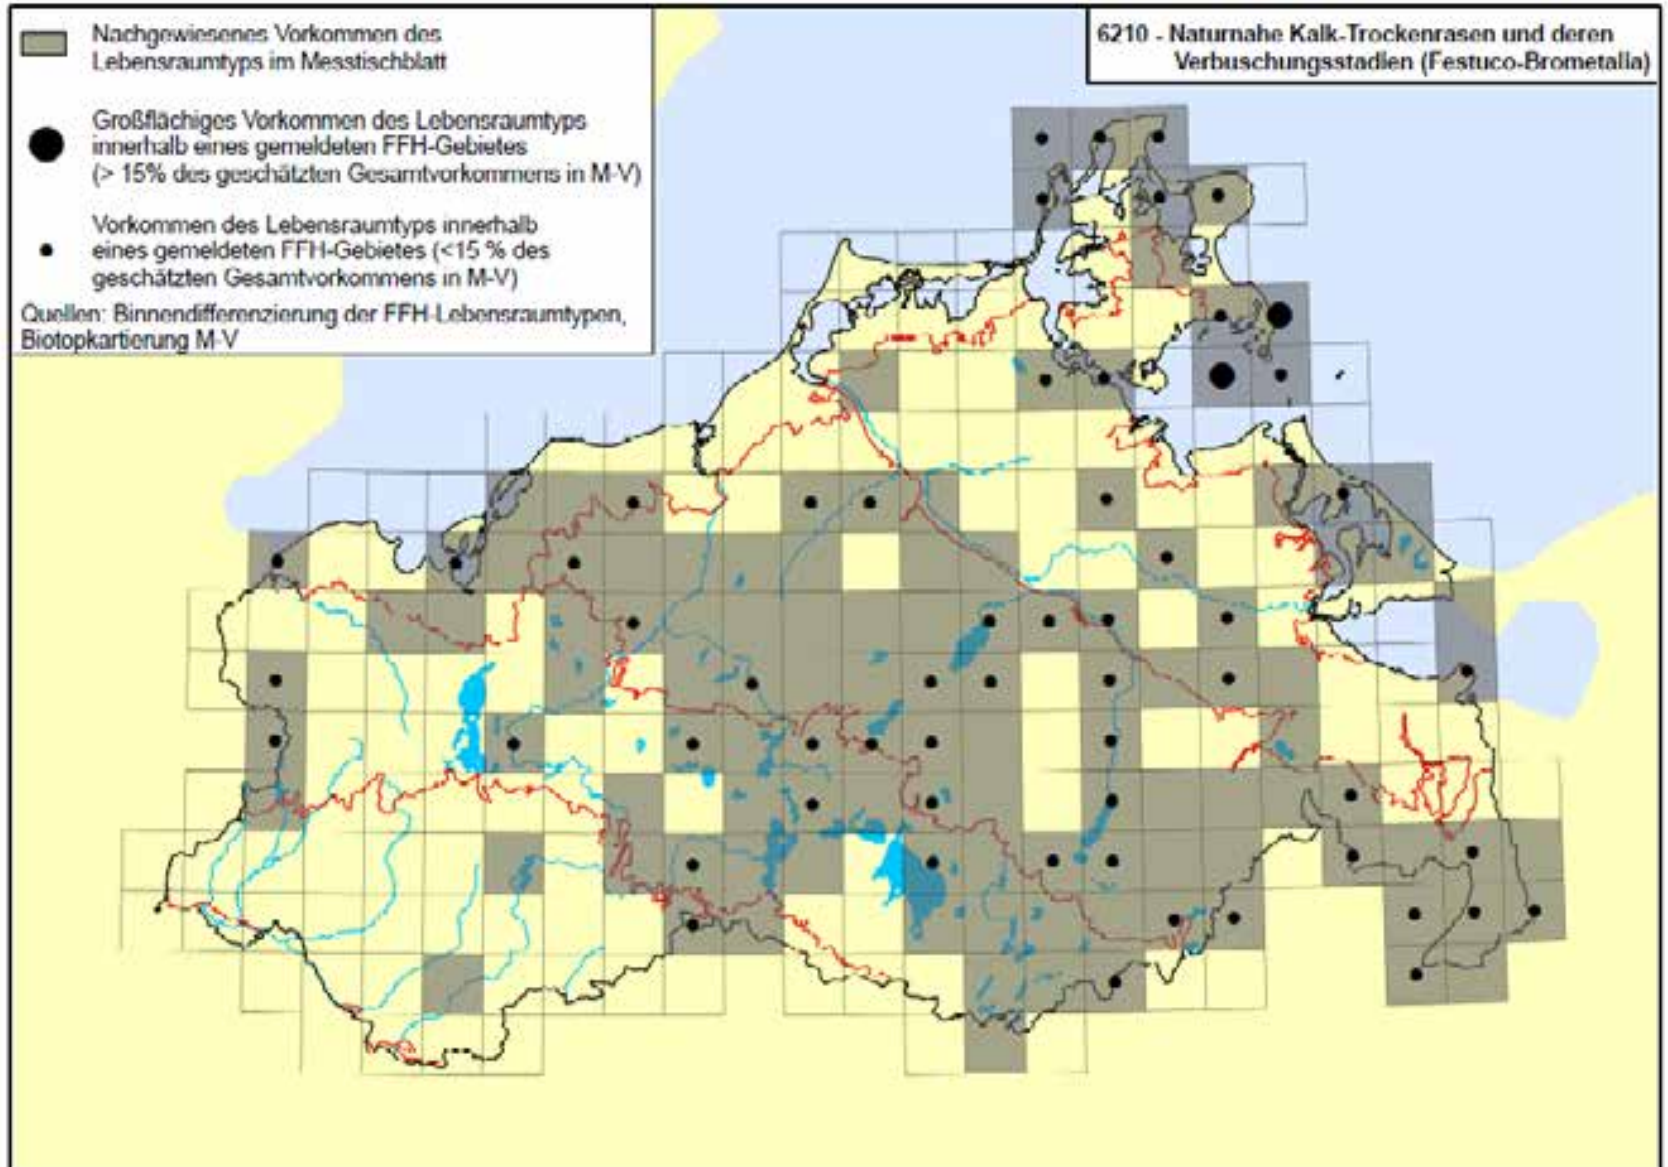 Nachgewiesenes Vorkommen des
Lebensraumtyps im Messtischblatt
Großflächiges Vorkommen des Lebensraumtyps
innerhalb eines gemeldeten FFH-Gebietes
(> 15% des geschätzten Gesamtvorkommens in M-V)
Vorkommen des Lebensraumtyps innerhalb
eines gemeldeten FFH-Gebietes (<15 % des
geschätzten Gesamtvorkommens in M-V)
Quellen: Binnendifferenzierung der FFH-Lebensraumtypen,
Biotopkartierung M-V
6210 - Naturnahe Kalk-Trockenrasen und deren
Verbuschungsstadien (Festuco-Brometalia)